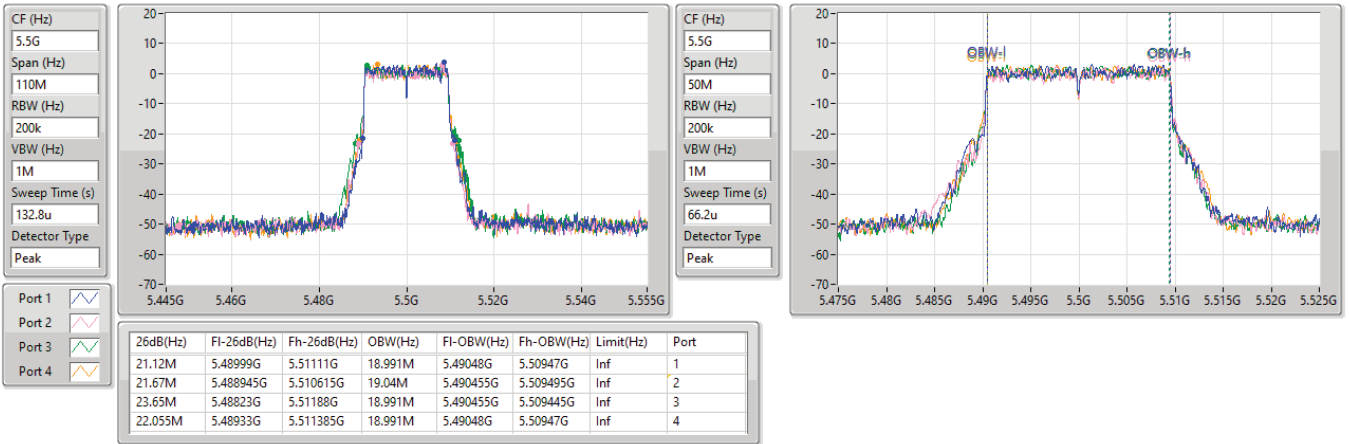 CF (Hz)
5.5G
Span (Hz)
110M
RBW (Hz)
200k
VBW (Hz)
1M
Sweep Time (s)
132.8u
Detector Type
Peak
20
10
0
-10
-20
-30
-40
-50
-60
-70
5.445G 5.46G 5.48G 5.5G 5.52G 5.54G 5.555G
CF (Hz)
5.5G
Span (Hz)
50M
RBW (Hz)
200k
VBW (Hz)
1M
Sweep Time (s)
66.2u
Detector Type
Peak
20
10
0
-10
-20
-30
-40
-50
-60
-70
OBW-l OBW-h
5.475G 5.48G 5.485G 5.49G 5.495G 5.5G 5.505G 5.51G 5.515G 5.52G 5.525G
Port 1
Port 2
Port 3
Port 4
26dB(Hz) Fl-26dB(Hz) Fh-26dB(Hz) OBW(Hz) Fl-OBW(Hz) Fh-OBW(Hz) Limit(Hz) Port
21.12M 5.48999G 5.51111G 18.991M 5.49048G 5.50947G Inf 1
21.67M 5.488945G 5.510615G 19.04M 5.490455G 5.509495G Inf 2
23.65M 5.48823G 5.51188G 18.991M 5.490455G 5.509445G Inf 3
22.055M 5.48933G 5.511385G 18.991M 5.49048G 5.50947G Inf 4